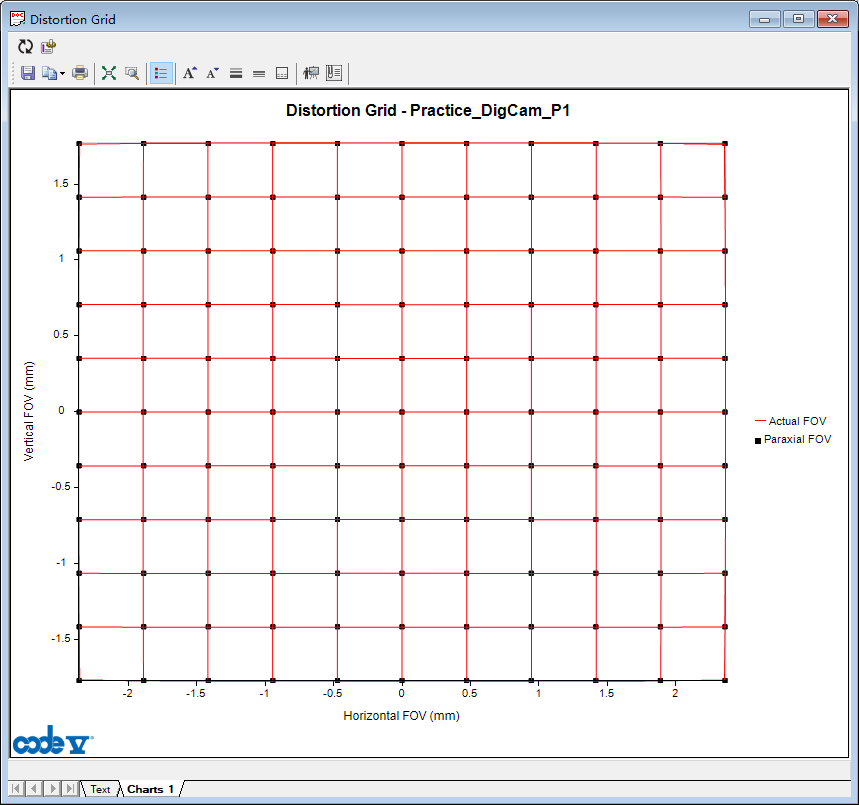 Distortion Grid
Distortion Grid - Practice_DigCam_P1
1.5
1
0.5
0
-0.5
-1
-1.5
Vertical FOV (mm)
-2 -1.5 -1 -0.5 0 0.5 1 1.5 2
Horizontal FOV (mm)
Actual FOV
Paraxial FOV
code V
Text Charts 1